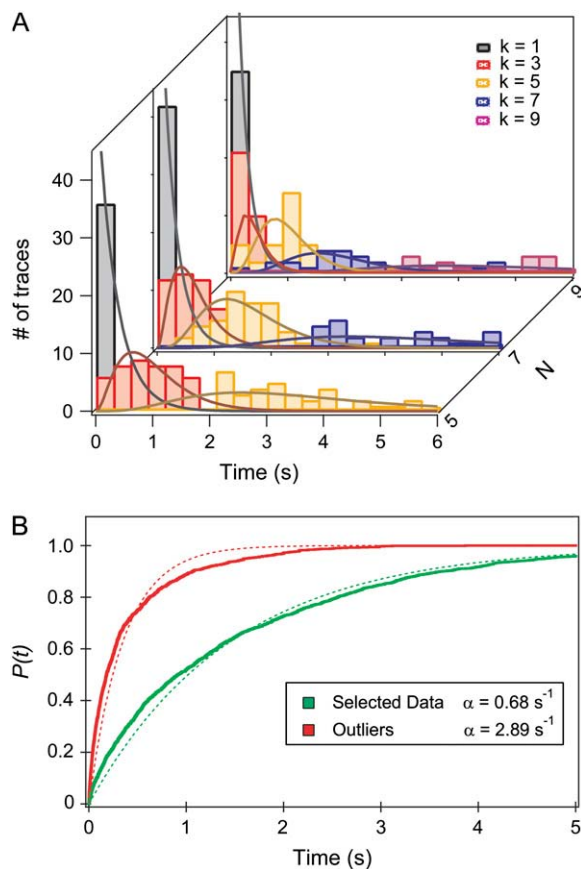 A
k = 1
k = 3
k = 5
k = 7
k = 9
# of traces
40
30
20
10
0
0 1 2 3 4 5 6
Time (s)
5
7
9
N
B
P(t)
1.0
0.8
0.6
0.4
0.2
0
Selected Data α = 0.68 s⁻¹
Outliers α = 2.89 s⁻¹
0 1 2 3 4 5
Time (s)